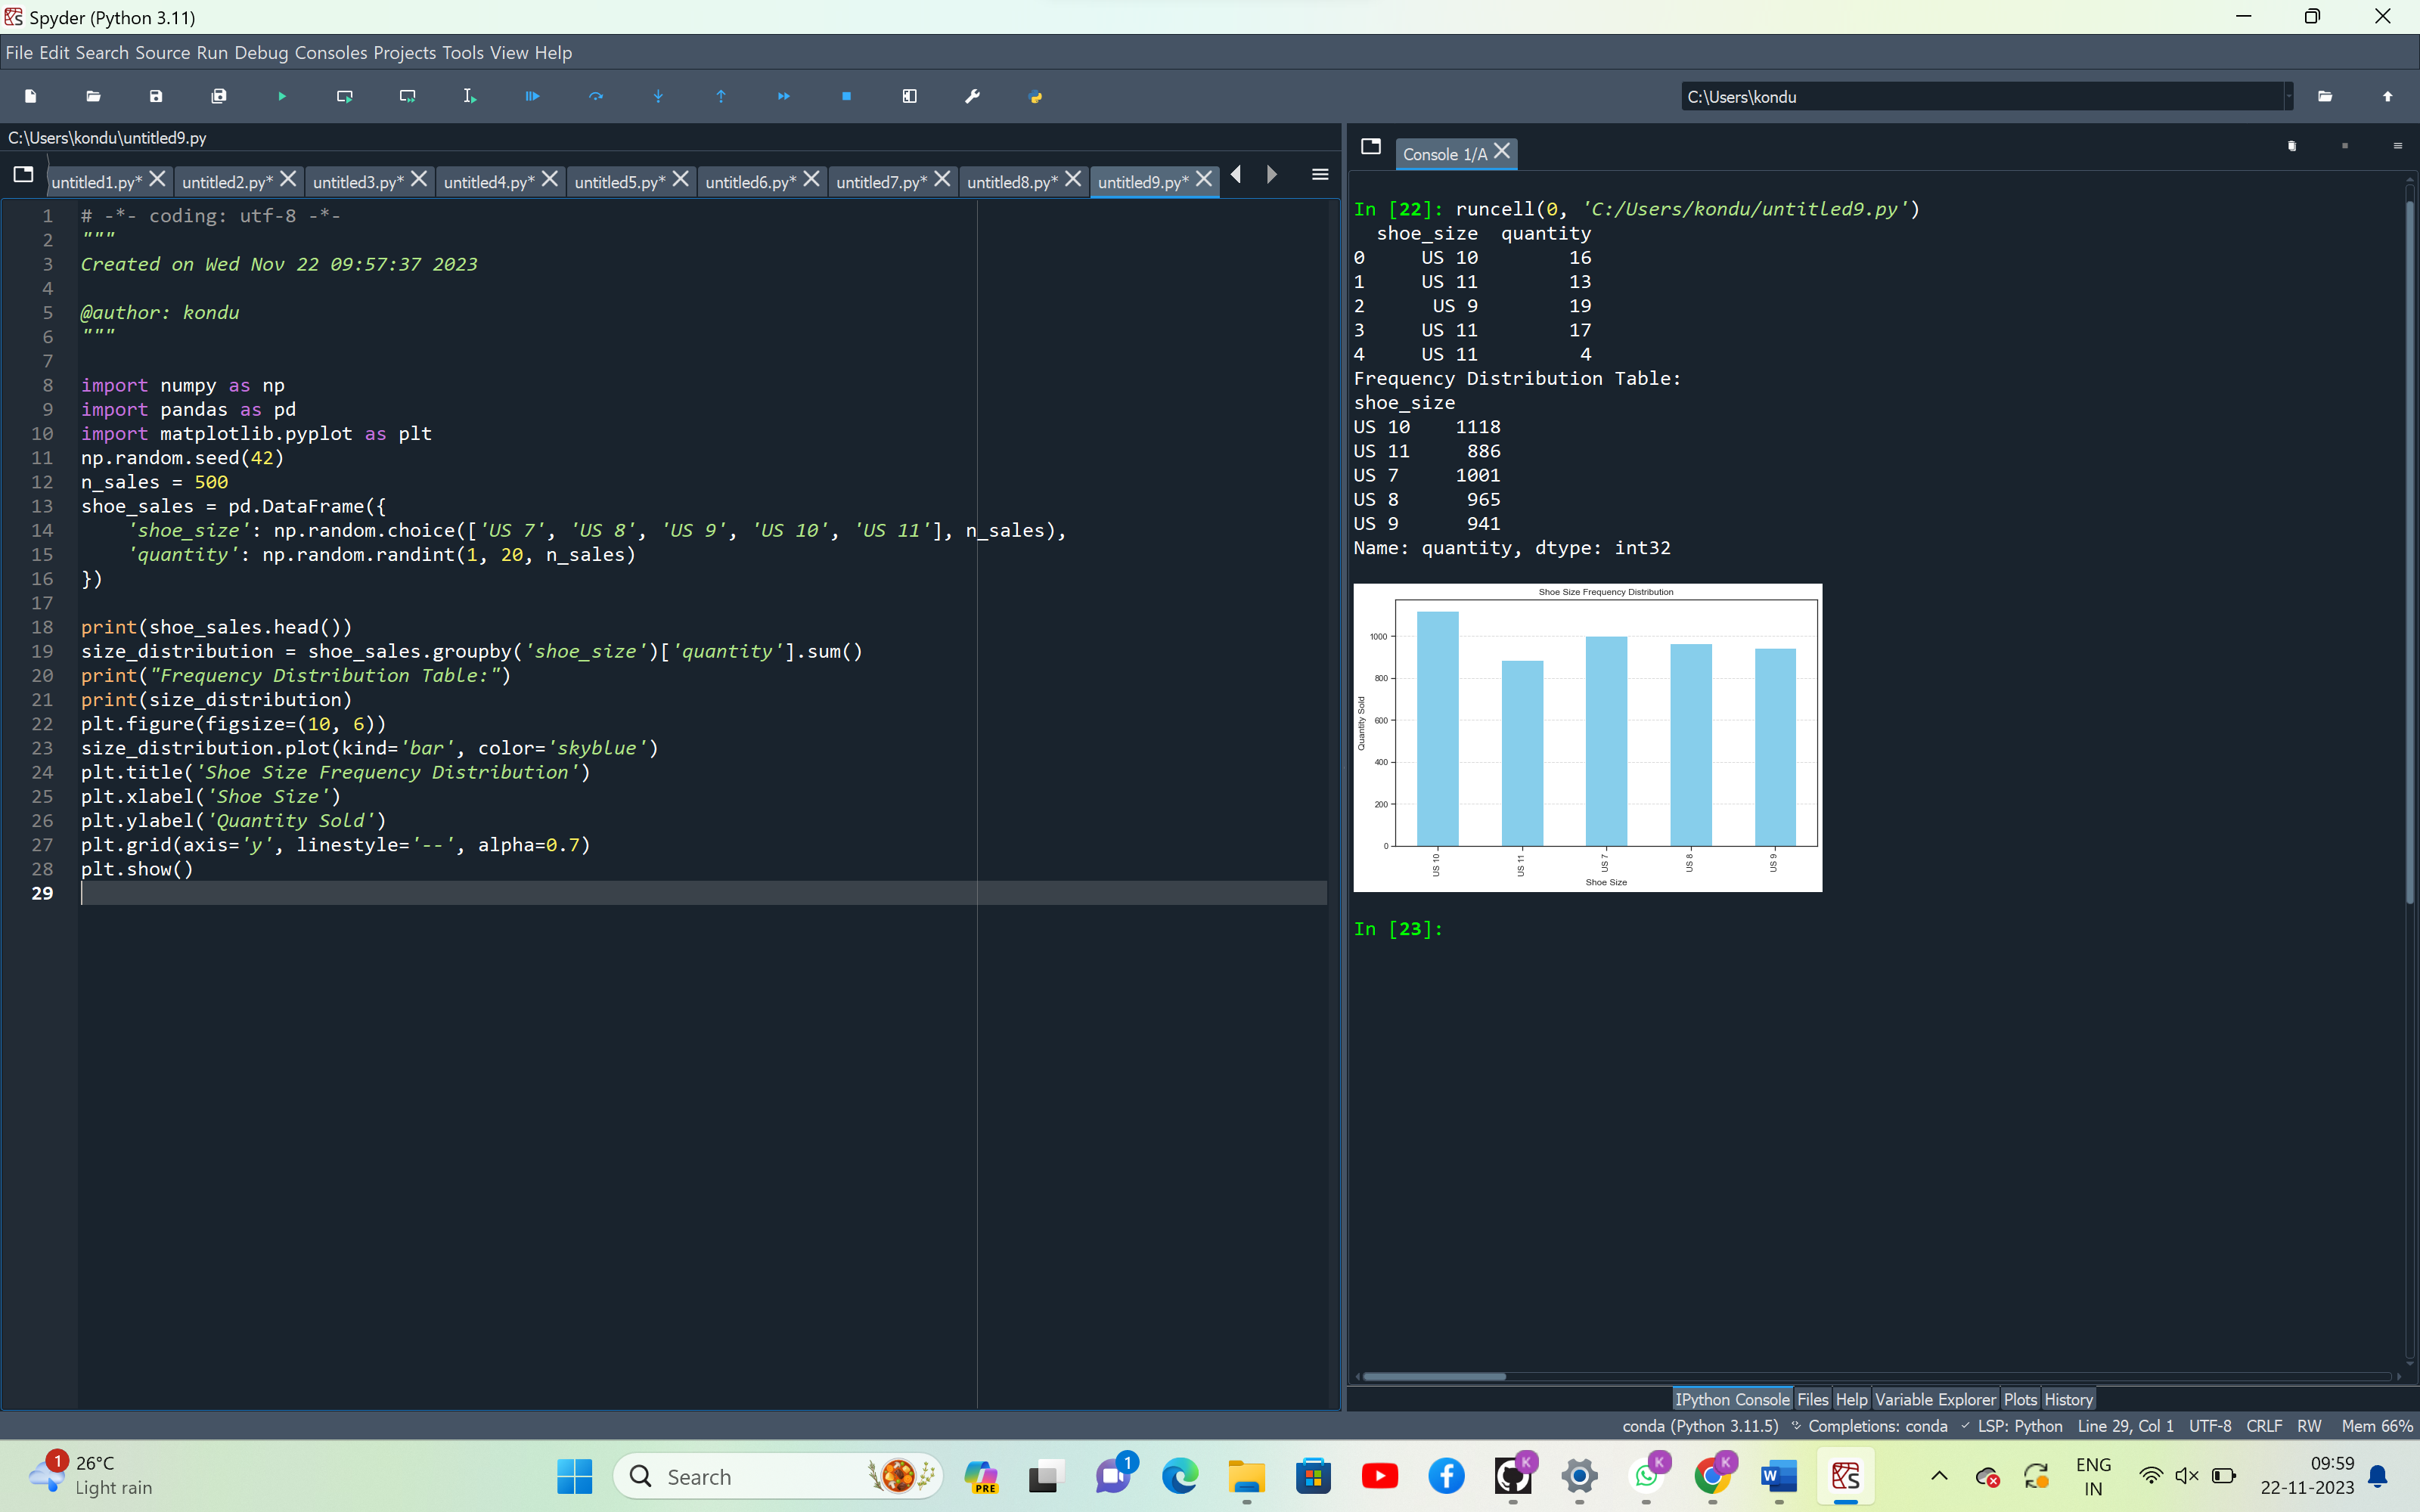 Spyder (Python 3.11)
File Edit Search Source Run Debug Consoles Projects Tools View Help
C:\Users\kondu
C:\Users\kondu\untitled9.py
untitled1.py* untitled2.py* untitled3.py* untitled4.py* untitled5.py* untitled6.py* untitled7.py* untitled8.py* untitled9.py*
1 # -*- coding: utf-8 -*-
2 """
3 Created on Wed Nov 22 09:57:37 2023
4
5 @author: kondu
6 """
7
8 import numpy as np
9 import pandas as pd
10 import matplotlib.pyplot as plt
11 np.random.seed(42)
12 n_sales = 500
13 shoe_sales = pd.DataFrame({
14     'shoe_size': np.random.choice(['US 7', 'US 8', 'US 9', 'US 10', 'US 11'], n_sales),
15     'quantity': np.random.randint(1, 20, n_sales)
16 })
17
18 print(shoe_sales.head())
19 size_distribution = shoe_sales.groupby('shoe_size')['quantity'].sum()
20 print("Frequency Distribution Table:")
21 print(size_distribution)
22 plt.figure(figsize=(10, 6))
23 size_distribution.plot(kind='bar', color='skyblue')
24 plt.title('Shoe Size Frequency Distribution')
25 plt.xlabel('Shoe Size')
26 plt.ylabel('Quantity Sold')
27 plt.grid(axis='y', linestyle='--', alpha=0.7)
28 plt.show()
29
Console 1/A
In [22]: runcell(0, 'C:/Users/kondu/untitled9.py')
  shoe_size  quantity
0     US 10        16
1     US 11        13
2      US 9        19
3     US 11        17
4     US 11         4
Frequency Distribution Table:
shoe_size
US 10    1118
US 11     886
US 7     1001
US 8      965
US 9      941
Name: quantity, dtype: int32
Shoe Size Frequency Distribution
1000
800
600
400
200
0
Quantity Sold
US 10 US 11 US 7 US 8 US 9
Shoe Size
In [23]:
IPython Console Files Help Variable Explorer Plots History
conda (Python 3.11.5) Completions: conda LSP: Python Line 29, Col 1 UTF-8 CRLF RW Mem 66%
1
26°C
Light rain
Search
PRE
1
K
K
K
W
ENG
IN
09:59
22-11-2023